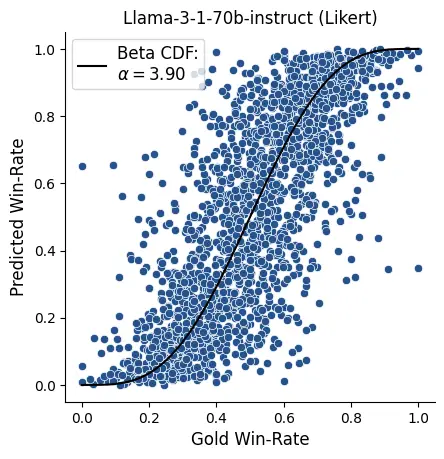 Llama-3-1-70b-instruct (Likert)
Beta CDF:
α = 3.90
Predicted Win-Rate
1.0
0.8
0.6
0.4
0.2
0.0
0.0 0.2 0.4 0.6 0.8 1.0
Gold Win-Rate